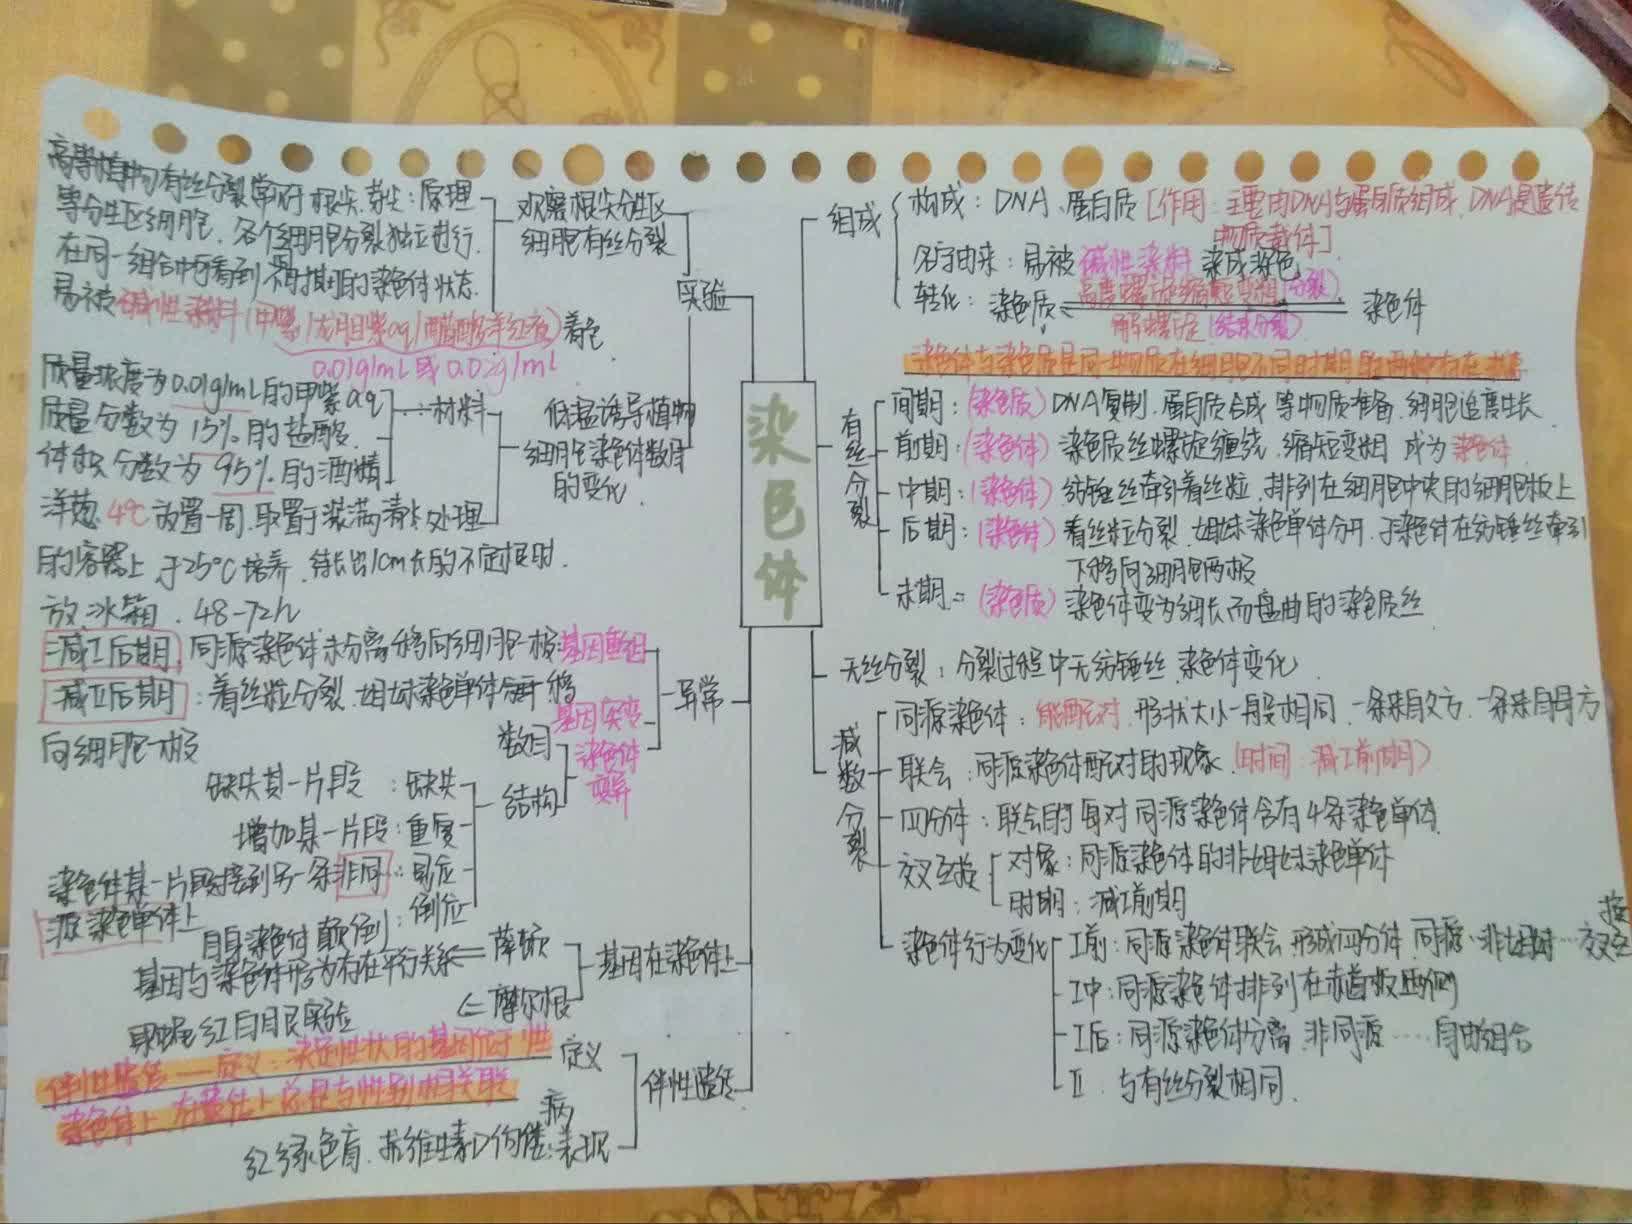 染色体
组成
构成：DNA、蛋白质[作用：主要由DNA与蛋白质组成，DNA是遗传
物质载体]
名字由来：易被碱性染料染成深色
转化：染色质 高度螺旋缩短变粗(分裂) 染色体
解螺旋(结束分裂)
染色体与染色质是同一物质在细胞不同时期的两种存在状态
有丝分裂
间期：(染色质)DNA复制、蛋白质合成等物质准备、细胞适度生长
前期：(染色体)染色质丝螺旋缠绕，缩短变粗 成为染色体
中期：(染色体)纺锤丝牵引着丝粒，排列在细胞中央的细胞板上
后期：(染色体)着丝粒分裂，姐妹染色单体分开，子染色体在纺锤丝牵引
下移向细胞两极
末期：(染色质)染色体变为细长而盘曲的染色质丝
无丝分裂：分裂过程中无纺锤丝，染色体变化
减数分裂
同源染色体：能配对，形状大小一般相同，一条来自父方，一条来自母方
联会：同源染色体配对的现象(时间：减I前期)
四分体：联会的每对同源染色体含有4条染色单体
交叉互换
对象：同源染色体的非姐妹染色单体
时期：减I前期
染色体行为变化
I前：同源染色体联会，形成四分体，同源…非姐妹…交叉互
换
I中：同源染色体排列在赤道板两侧
I后：同源染色体分离，非同源……自由组合
II 与有丝分裂相同
实验
观察根尖分生区
细胞有丝分裂
高等植物有丝分裂常存根尖、芽尖：原理
等分生区细胞，各个细胞分裂独立进行，
在同一组合中可看到不同时期的染色体状态
易被碱性染料(甲紫/龙胆紫aq/醋酸洋红液)着色
0.01g/mL或0.02g/mL
低温诱导植物
细胞染色体数目
的变化
质量浓度为0.01g/mL的甲紫aq
质量分数为15%的盐酸 ÷材料
体积分数为95%的酒精
洋葱，4℃放置一周，取置于装满清水处理
的容器上，于25℃培养，待长出1cm长的不定根时，
放冰箱，48-72h
异常
减I后期，同源染色体未分离移向细胞一极 基因重组
减II后期：着丝粒分裂，姐妹染色单体分开移
向细胞一极
基因突变
染色体
变异
数目
结构
缺失某一片段：缺失
增加某一片段：重复
染色体某一片段移接到另一条非同：易位
源染色单体上
自身染色体颠倒：倒位
基因在染色体上
基因与染色体行为存在平行关系⇐萨顿
⇐摩尔根
果蝇红白眼实验
伴性遗传
定义
伴性遗传——定义：决定性状的基因位于性
染色体上，在遗传上总是与性别相关联
红绿色盲、抗维生素D佝偻病：表现